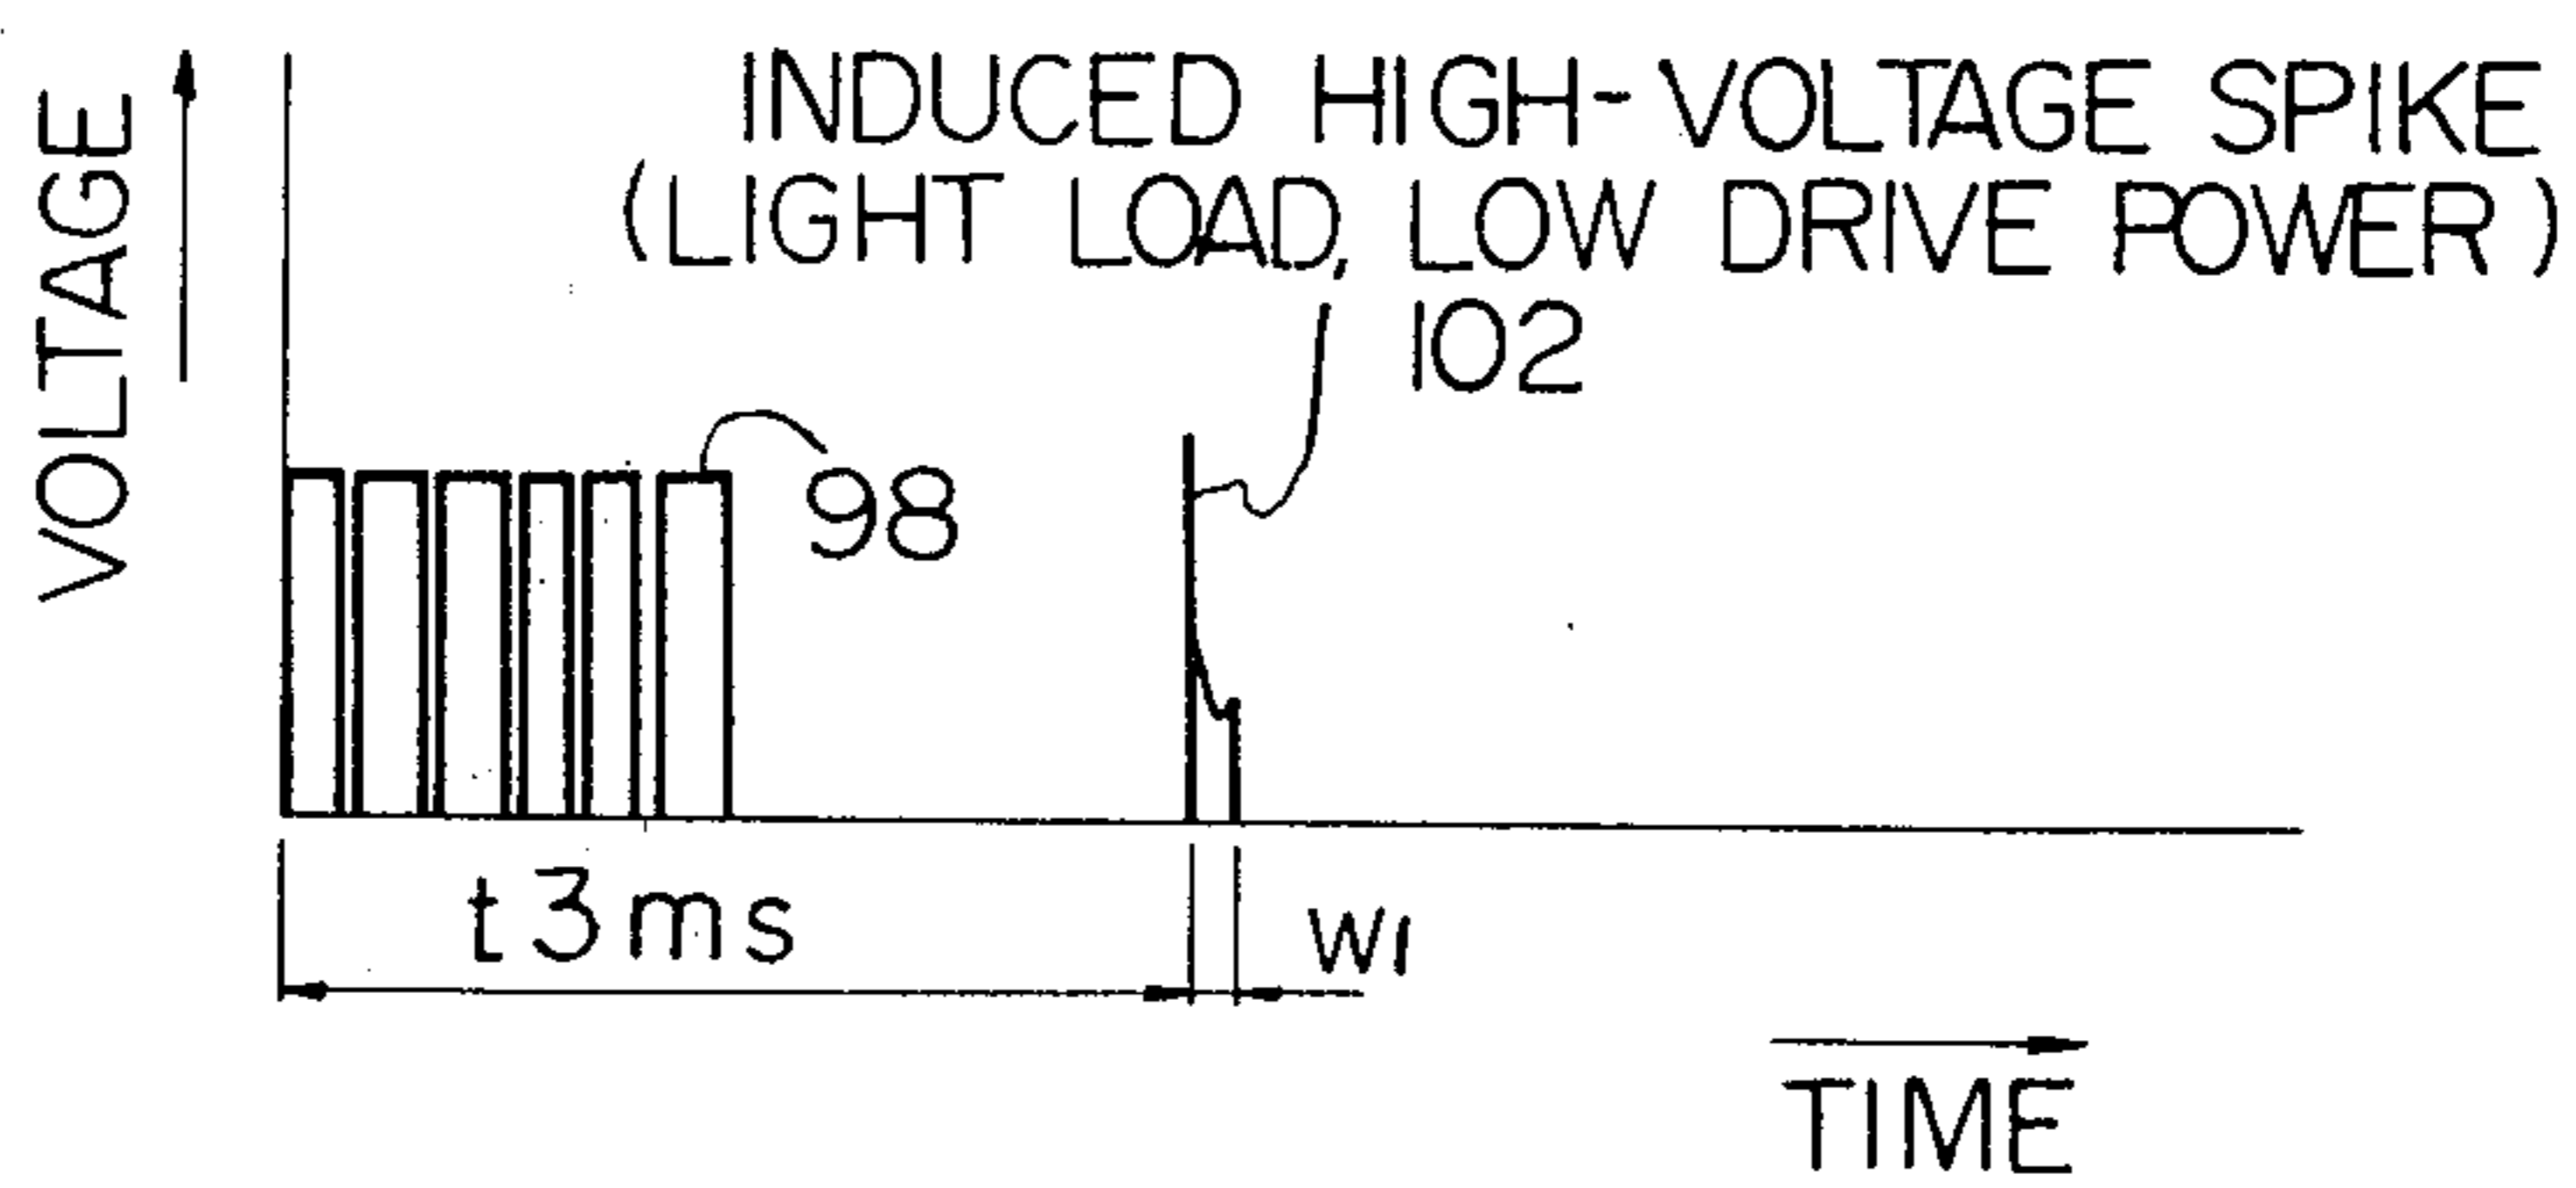 VOLTAGE
INDUCED HIGH-VOLTAGE SPIKE
(LIGHT LOAD, LOW DRIVE POWER)
102
98
t3ms
W1
TIME